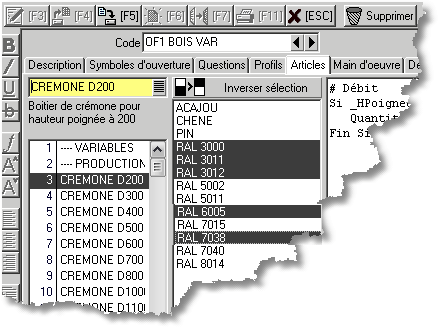 [F3] [F4] [F5] [F6] [F7] [F11] [ESC] Supprimer
Code OF1 BOIS VAR
Description Symboles d'ouverture Questions Profils Articles Main d'oeuvre
CREMONE D200
Boitier de crémone pour
hauteur poignée à 200
1 ---- VARIABLES
2 ---- PRODUCTION
3 CREMONE D200
4 CREMONE D300
5 CREMONE D400
6 CREMONE D500
7 CREMONE D600
8 CREMONE D700
9 CREMONE D800
10 CREMONE D100
11 CREMONE D110
Inverser sélection
ACAJOU
CHENE
PIN
RAL 3000
RAL 3011
RAL 3012
RAL 5002
RAL 5011
RAL 6005
RAL 7015
RAL 7038
RAL 7040
RAL 8014
# Débit
Si _HPoigne
Quantit
Fin Si